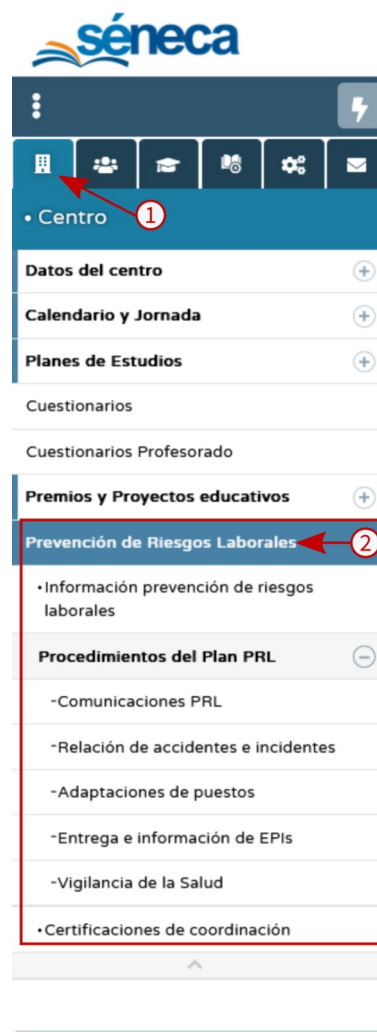 séneca
• Centro
1
Datos del centro
Calendario y Jornada
Planes de Estudios
Cuestionarios
Cuestionarios Profesorado
Premios y Proyectos educativos
Prevención de Riesgos Laborales
2
•Información prevención de riesgos
laborales
Procedimientos del Plan PRL
-Comunicaciones PRL
-Relación de accidentes e incidentes
-Adaptaciones de puestos
-Entrega e información de EPIs
-Vigilancia de la Salud
•Certificaciones de coordinación